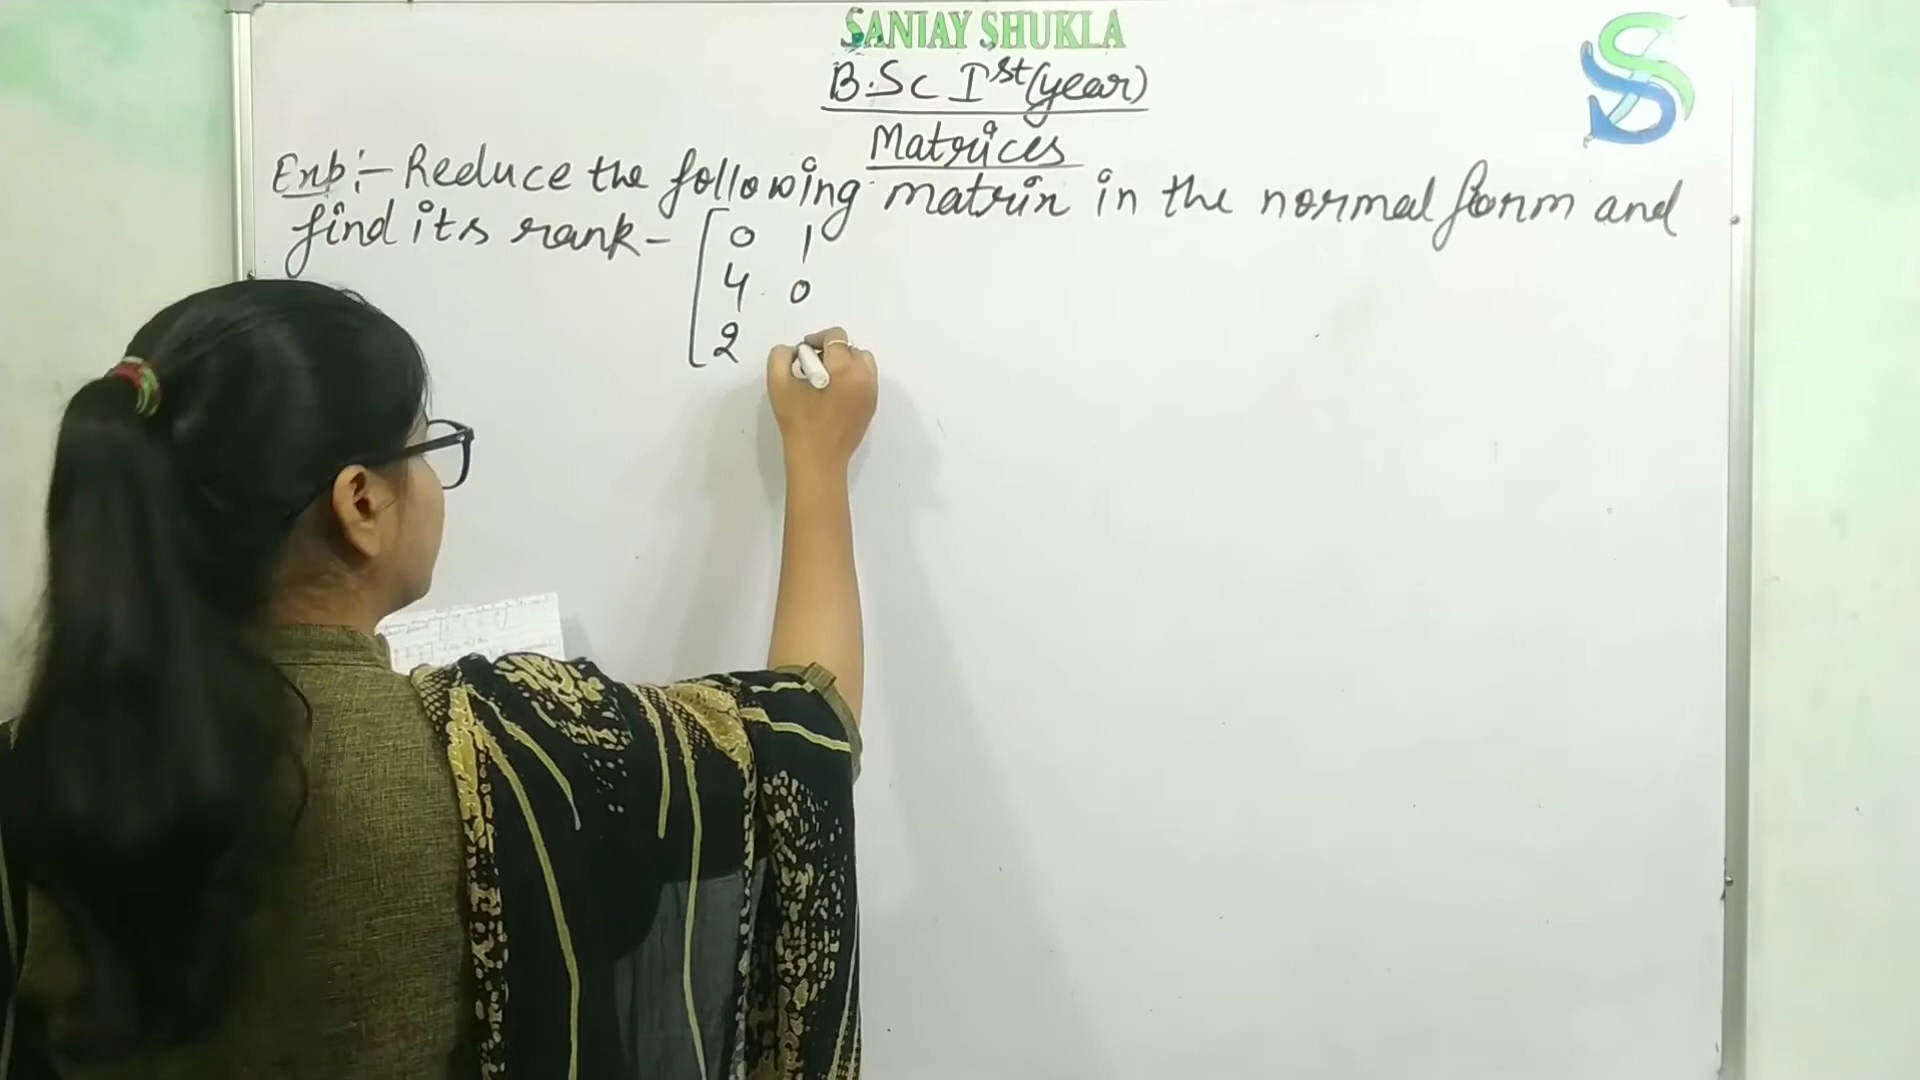 SANJAY SHUKLA
B.Sc Ist (year)
Matrices
Exp:- Reduce the following matrix in the normal form and
find its rank- [0 1
4 0
2